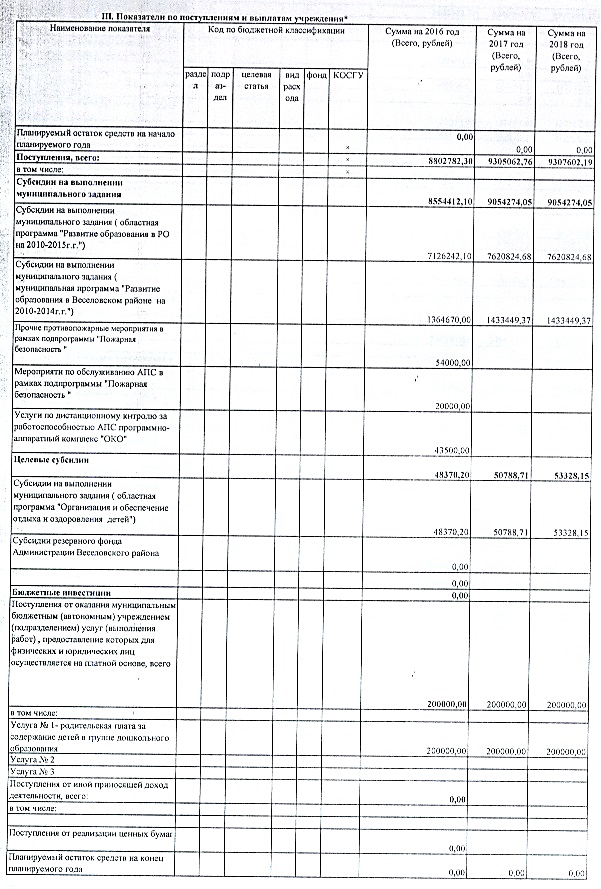 III. Показатели по поступлениям и выплатам учреждения*
Наименование показателя
Код по бюджетной классификации
Сумма на 2016 год
(Всего, рублей)
Сумма на
2017 год
(Всего,
рублей)
Сумма на
2018 год
(Всего,
рублей)
разде
л
подр
аз-
дел
целевая
статья
вид
расх
ода
фонд
КОСГУ
Планируемый остаток средств на начало
планируемого года
х
0,00
0,00
0,00
Поступления, всего:
х
8802782,30
9305062,76
9307602,19
в том числе:
х
Субсидии на выполнении
муниципального задания
8554412,10
9054274,05
9054274,05
Субсидии на выполнении
муниципального задания ( областная
программа "Развитие образования в РО
на 2010-2015г.г.")
7126242,10
7620824,68
7620824,68
Субсидии на выполнении
муниципального задания (
муниципальная программа "Развитие
образования в Веселовском районе на
2010-2014г.г.")
1364670,00
1433449,37
1433449,37
Прочие противопожарные мероприятия в
рамках подпрограммы "Пожарная
безопасность "
54000,00
Мероприяти по обслуживанию АПС в
рамках подпрограммы "Пожарная
безопасность "
20000,00
Услуги по дистанционному кнтролю за
работоспособностью АПС программно-
аппаратный комплекс "ОКО"
43500,00
Целевые субсидии
48370,20
50788,71
53328,15
Субсидии на выполнении
муниципального задания ( областная
программа "Организация и обеспечение
отдыха и оздоровления детей")
48370,20
50788,71
53328,15
Субсидии резервного фонда
Администрации Веселовского района
0,00
0,00
Бюджетные инвестиции
0,00
Поступления от оказания муниципальным
бюджетным (автономным) учреждением
(подразделением) услуг (выполнения
работ) , предоставление которых для
физических и юридических лиц
осуществляется на платной основе, всего
200000,00
200000,00
200000,00
в том числе:
Услуга № 1- родительская плата за
содержание детей в группе дошкольного
образования
200000,00
200000,00
200000,00
Услуга № 2
Услуга № 3
Поступления от иной приносящей доход
деятельности, всего:
0,00
в том числе:
Поступления от реализации ценных бумаг
0,00
Планируемый остаток средств на конец
планируемого года
0,00
0,00
0,00